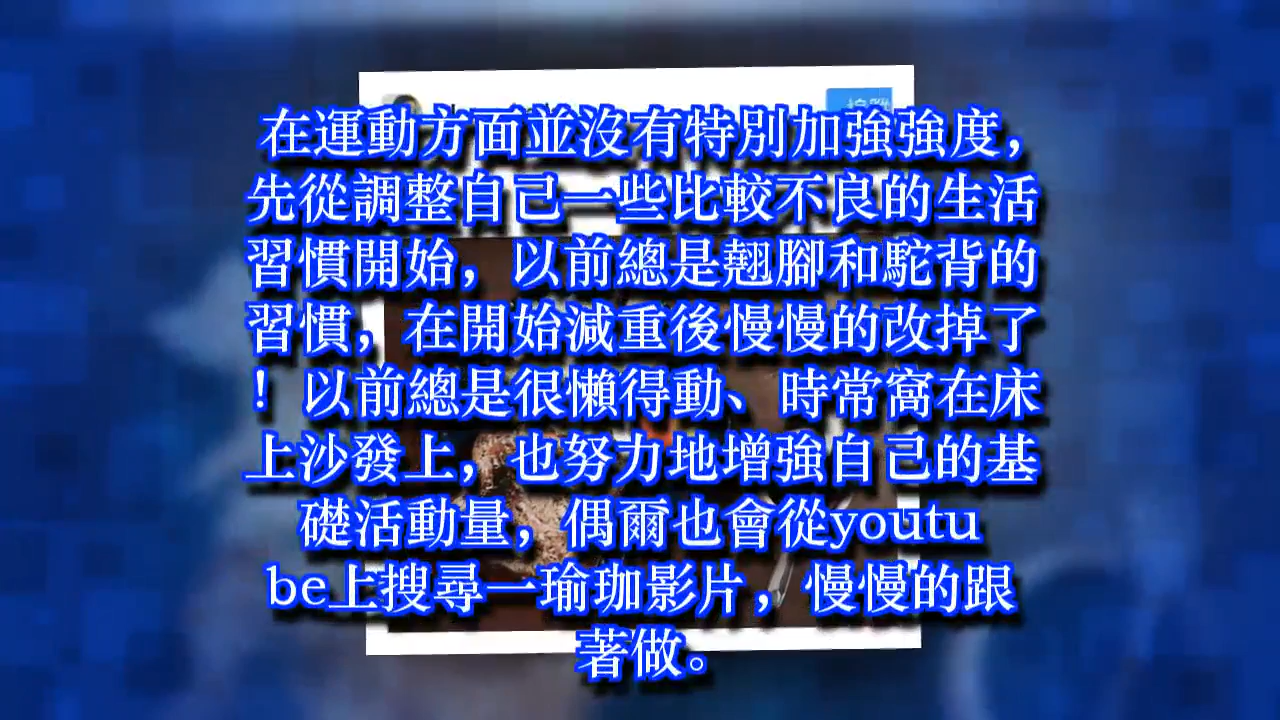 在運動方面並沒有特別加強強度，
先從調整自己一些比較不良的生活
習慣開始，以前總是翹腳和駝背的
習慣，在開始減重後慢慢的改掉了
！以前總是很懶得動、時常窩在床
上沙發上，也努力地增強自己的基
礎活動量，偶爾也會從youtu
be上搜尋一瑜珈影片，慢慢的跟
著做。